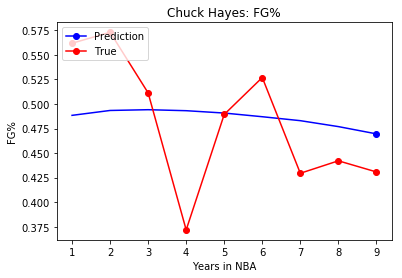 Chuck Hayes: FG%
Prediction
True
0.575
0.550
0.525
0.500
0.475
0.450
0.425
0.400
0.375
FG%
1 2 3 4 5 6 7 8 9
Years in NBA